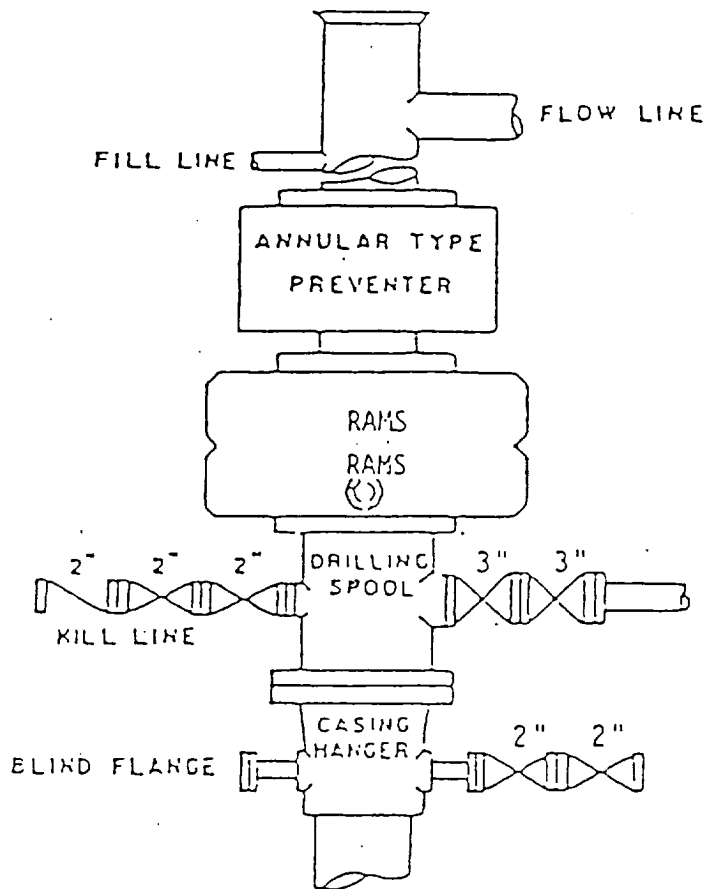 FLOW LINE
FILL LINE
ANNULAR TYPE
PREVENTER
RAMS
RAMS
2" 2" 2"
DRILLING
SPOOL
3" 3"
KILL LINE
CASING
HANGER
2" 2"
BLIND FLANGE